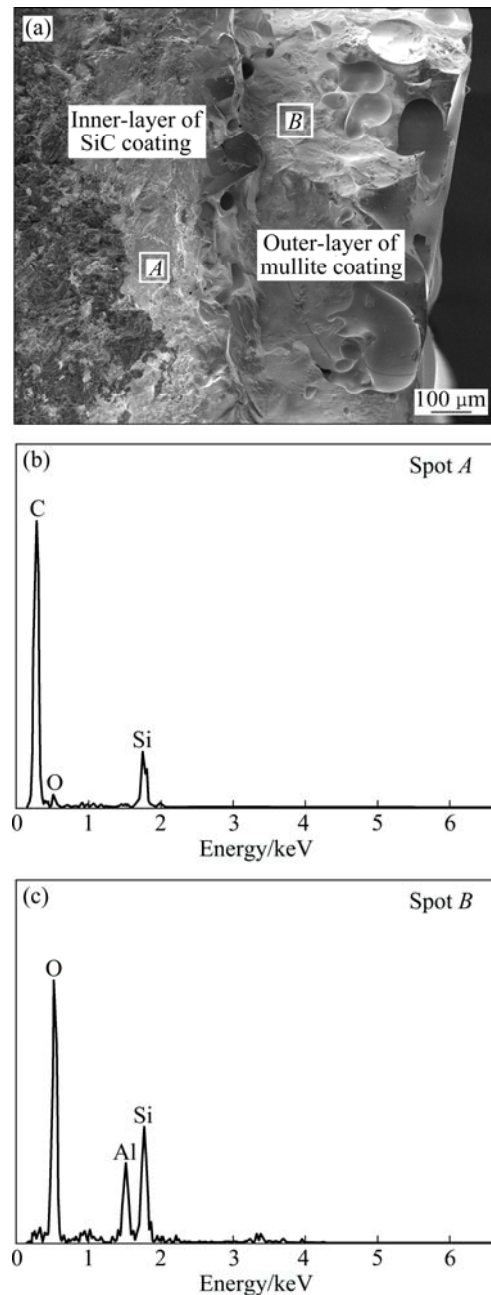 (a)
Inner-layer of
SiC coating
B
A
Outer-layer of
mullite coating
100 μm
(b)
Spot A
C
O
Si
0 1 2 3 4 5 6
Energy/keV
(c)
Spot B
O
Al
Si
0 1 2 3 4 5 6
Energy/keV